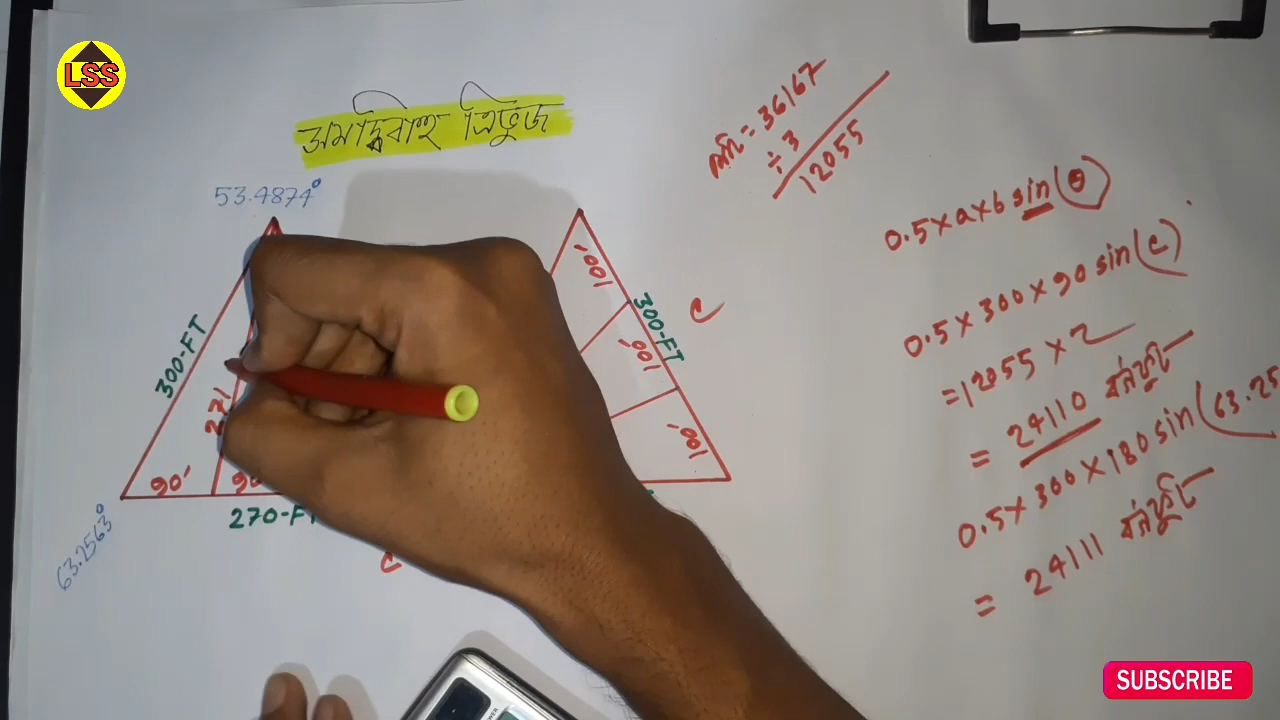 LSS
সমদ্বিবাহু ত্রিভুজ
মোট = 36167
÷3
12055
53.4874°
0.5×a×b sin(θ)
100'
300-FT
C
0.5×300×90 sin(C)
300-FT
100'
=12055×2
271
= 24110 বর্গফুট
100'
0.5×300×180 sin(63.25
90'
90
270-FT
63.2563°
C
= 24111 বর্গফুট
SUBSCRIBE